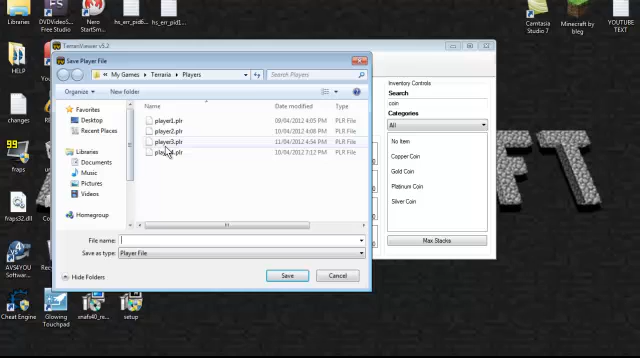 Libraries
DVDVideoS...
Free Studio
Nero
StartSm...
hs_err_pid6...
hs_err_pid1...
Camtasia
Studio 7
Minecraft by
bleg
YOUTUBE
TEXT
TerraViewer v5.2
Save Player File
My Games
Terraria
Players
Search Players
Organize
New folder
Name
Date modified
Type
Favorites
Desktop
Recent Places
Libraries
Documents
Music
Pictures
Videos
Homegroup
player1.plr
09/04/2012 4:05 PM
PLR File
player2.plr
10/04/2012 4:08 PM
PLR File
player3.plr
11/04/2012 4:54 PM
PLR File
10/04/2012 7:12 PM
PLR File
File name:
Save as type:
Player File
Hide Folders
Save
Cancel
Inventory Controls
Search
coin
Categories
All
No Item
Copper Coin
Gold Coin
Platinum Coin
Silver Coin
Max Stacks
HELP
changes
99
fraps
fraps32.dll
AVS4YOU
Softwar...
Cheat Engine
Glowing
Touchpad
snafs40_re...
setup